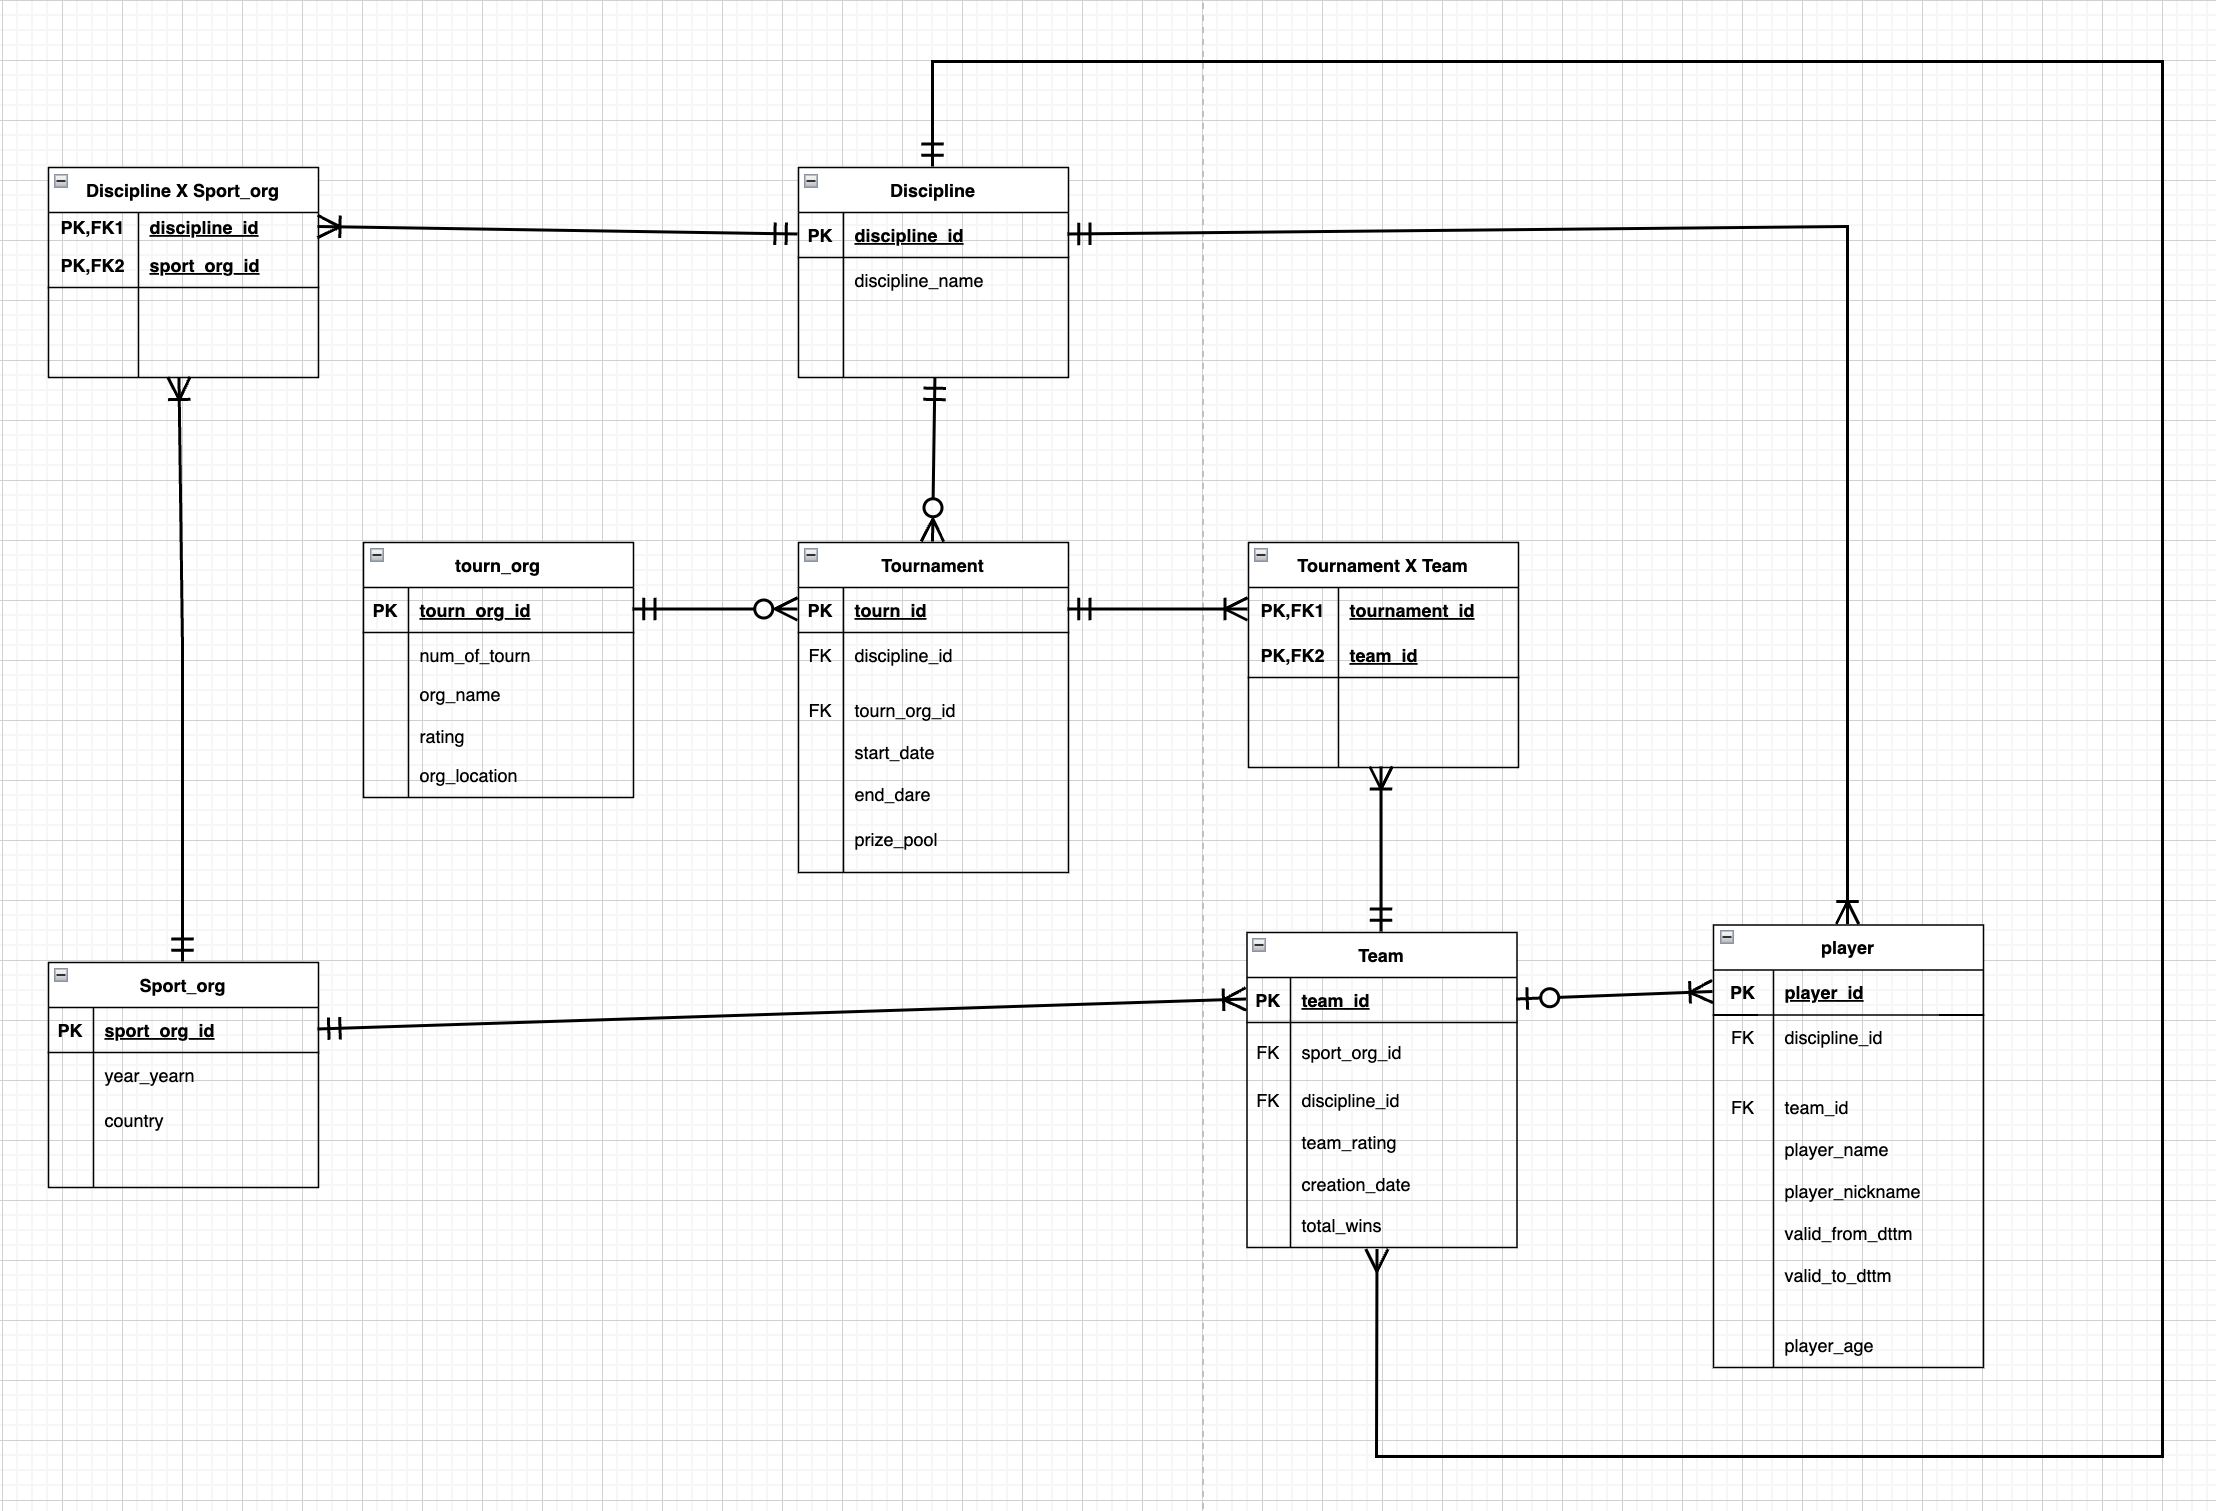 Discipline X Sport_org
PK,FK1 discipline_id
PK,FK2 sport_org_id
Discipline
PK discipline_id
discipline_name
tourn_org
PK tourn_org_id
num_of_tourn
org_name
rating
org_location
Tournament
PK tourn_id
FK discipline_id
FK tourn_org_id
start_date
end_dare
prize_pool
Tournament X Team
PK,FK1 tournament_id
PK,FK2 team_id
Sport_org
PK sport_org_id
year_yearn
country
Team
PK team_id
FK sport_org_id
FK discipline_id
team_rating
creation_date
total_wins
player
PK player_id
FK discipline_id
FK team_id
player_name
player_nickname
valid_from_dttm
valid_to_dttm
player_age